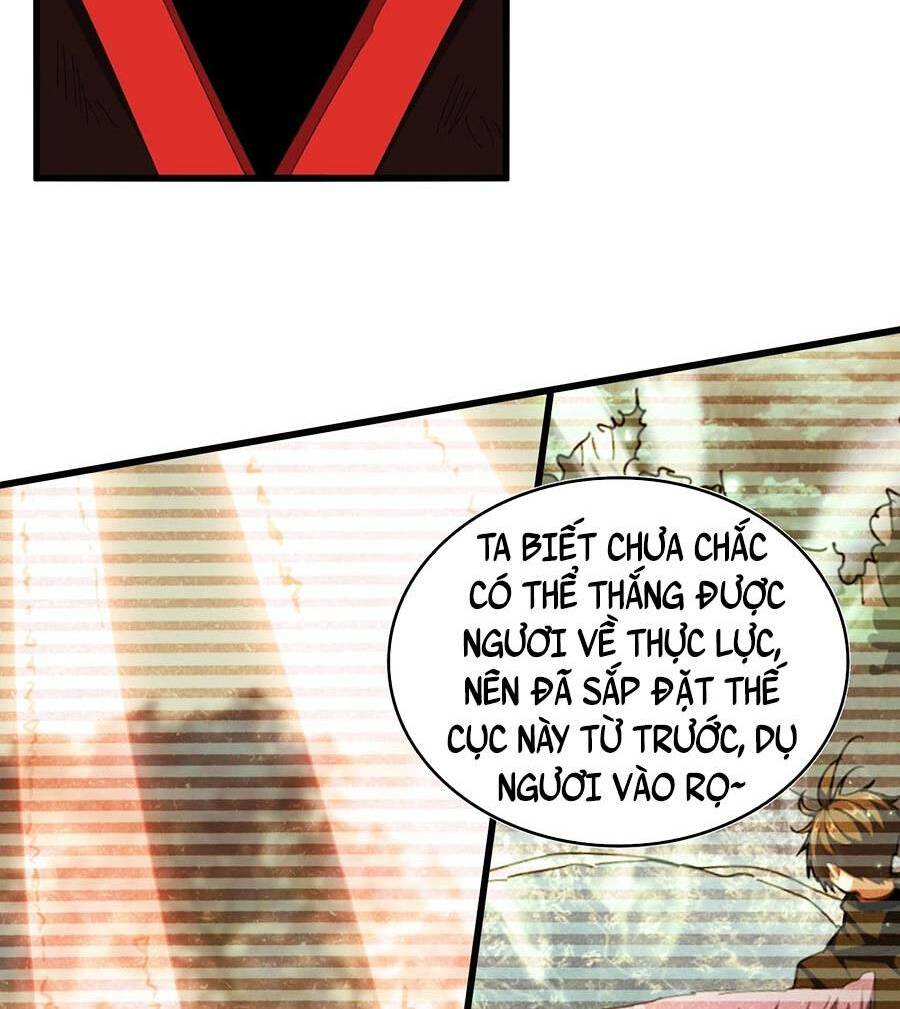 TA BIẾT CHƯA CHẮC
CÓ THỂ THẮNG ĐƯỢC
NGƯƠI VỀ THỰC LỰC,
NÊN ĐÃ SẮP ĐẶT THẾ
CỤC NÀY TỪ TRƯỚC, DỤ
NGƯƠI VÀO RỌ~